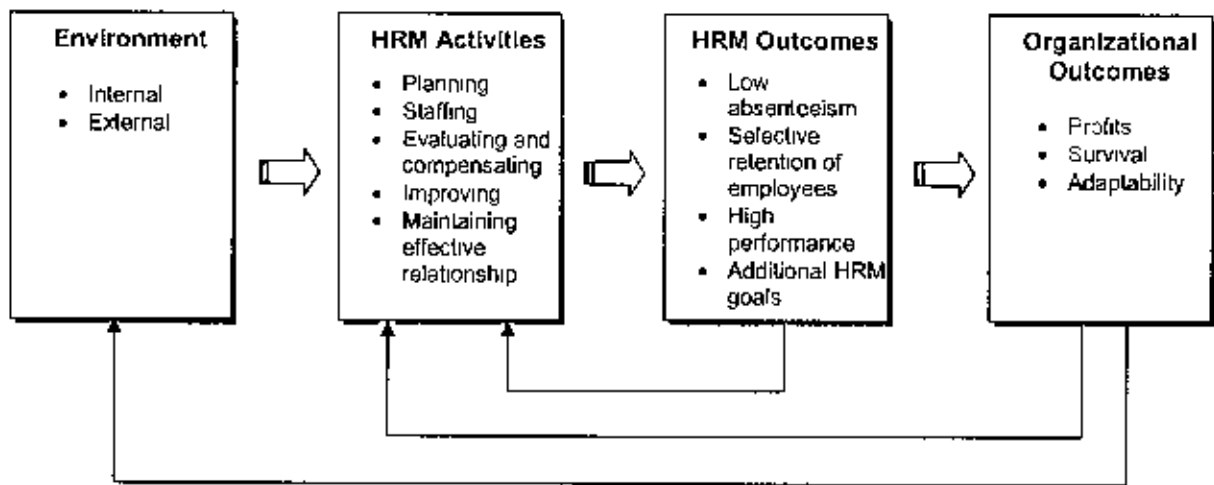 Environment
• Internal
• External
HRM Activities
• Planning
• Staffing
• Evaluating and
compensating
• Improving
• Maintaining
effective
relationship
HRM Outcomes
• Low
absenteeism
• Selective
retention of
employees
• High
performance
• Additional HRM
goals
Organizational
Outcomes
• Profits
• Survival
• Adaptability